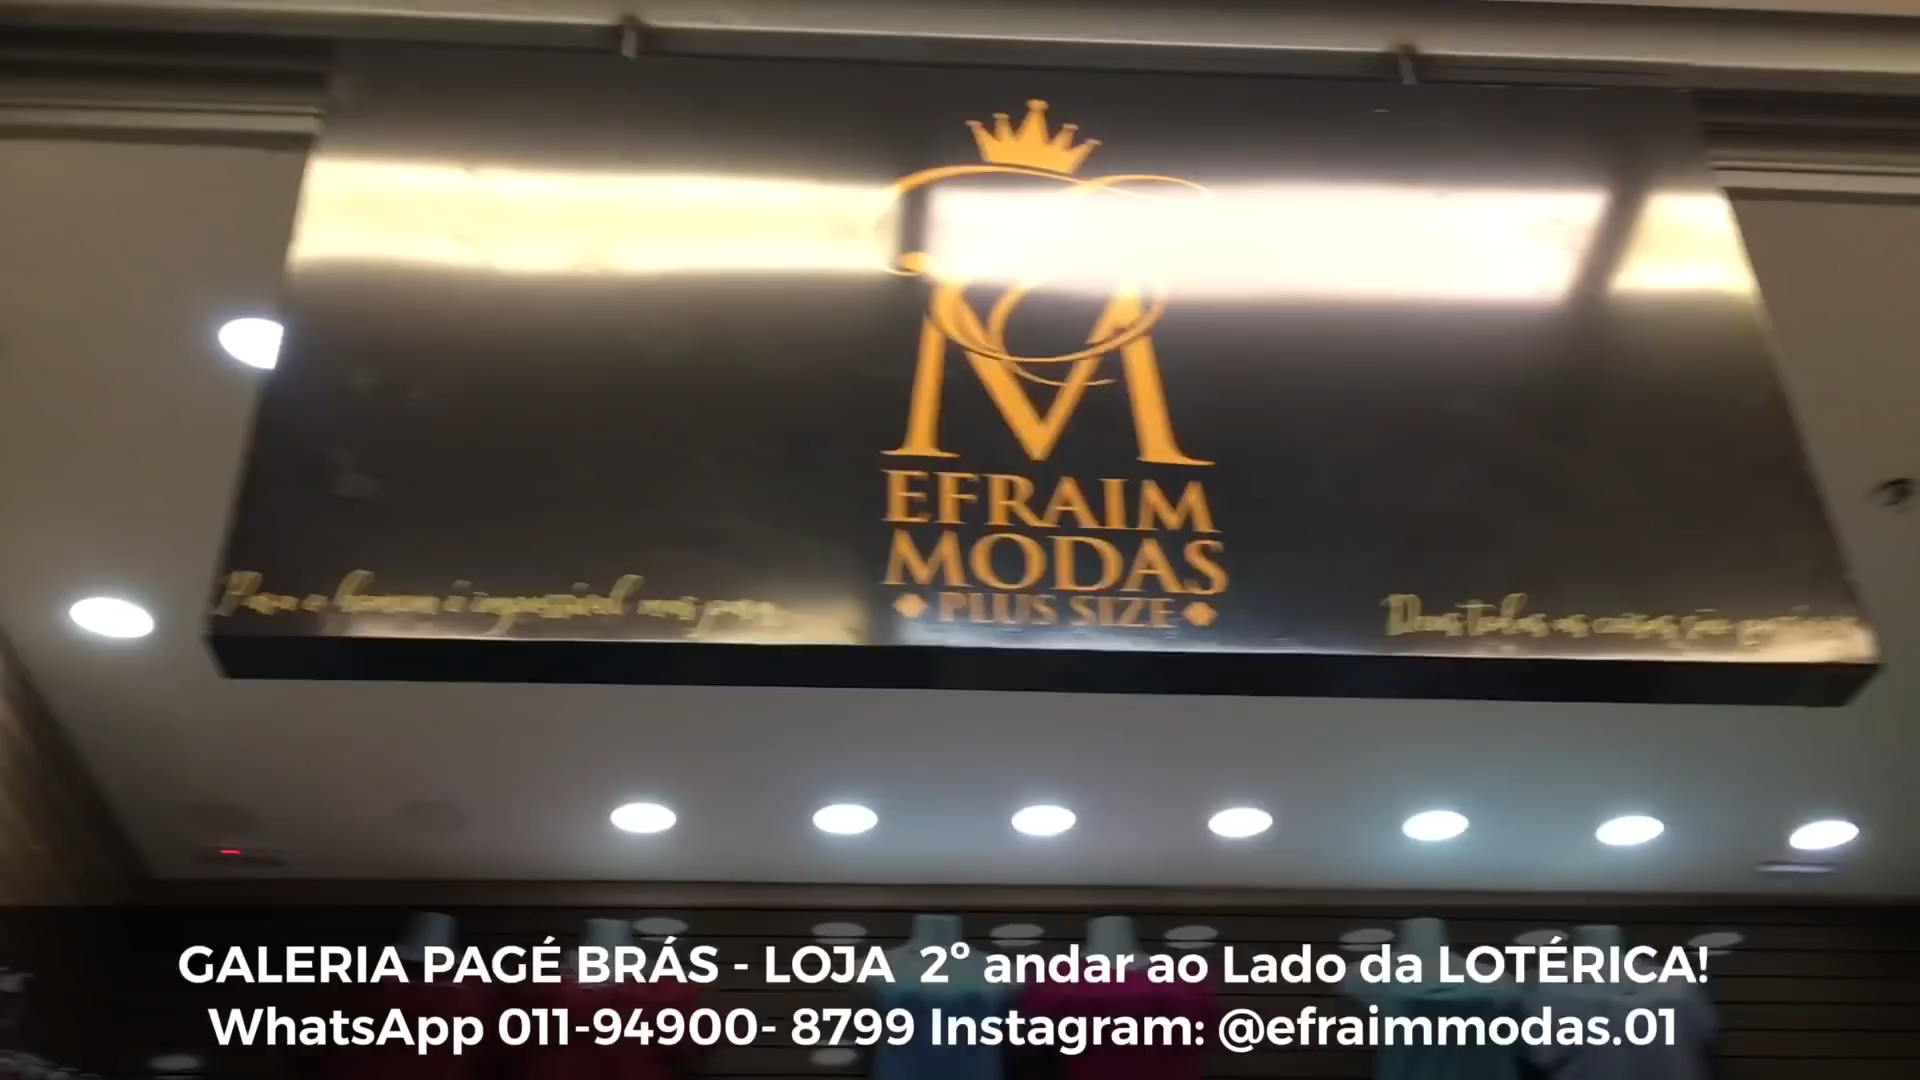 M
EFRAIM
MODAS
PLUS SIZE
GALERIA PAGÉ BRÁS - LOJA 2º andar ao Lado da LOTÉRICA!
WhatsApp 011-94900- 8799 Instagram: @efraimmodas.01